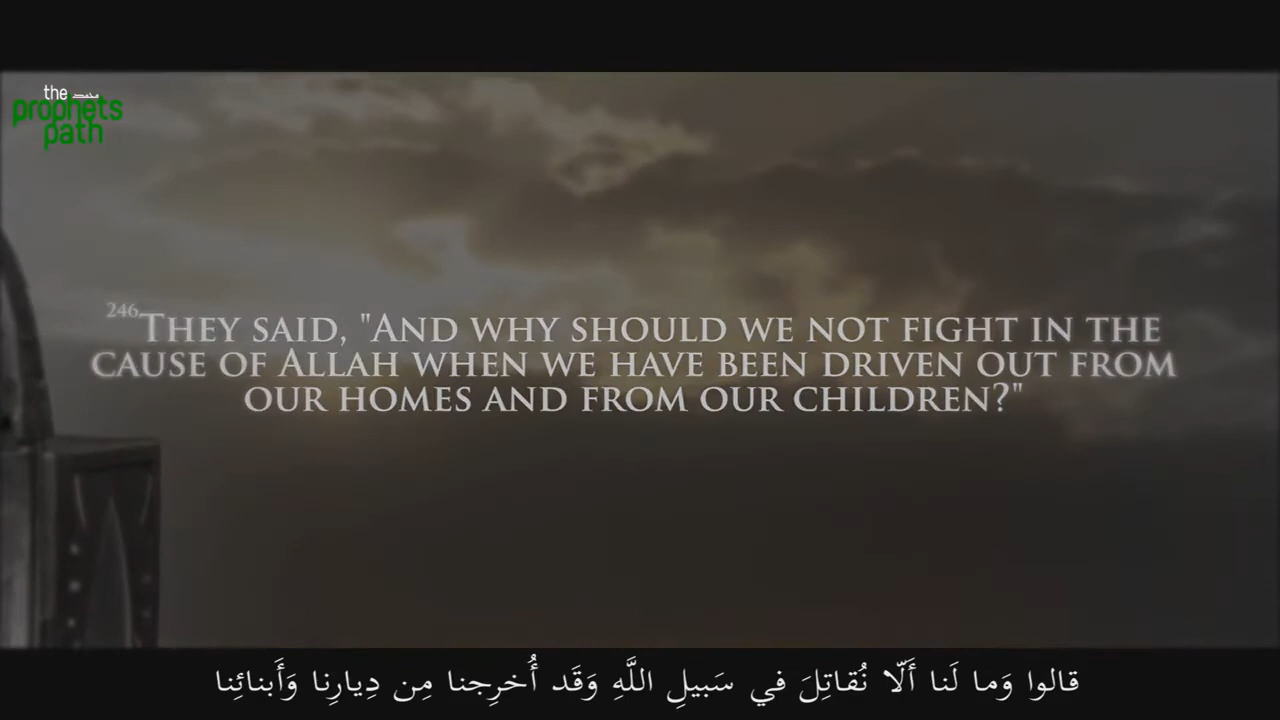 the
prophets
path
246THEY SAID, "AND WHY SHOULD WE NOT FIGHT IN THE
CAUSE OF ALLAH WHEN WE HAVE BEEN DRIVEN OUT FROM
OUR HOMES AND FROM OUR CHILDREN?"
قالوا وَما لَنا أَلّا نُقاتِلَ في سَبيلِ اللَّهِ وَقَد أُخرِجنا مِن دِيارِنا وَأَبنائِنا